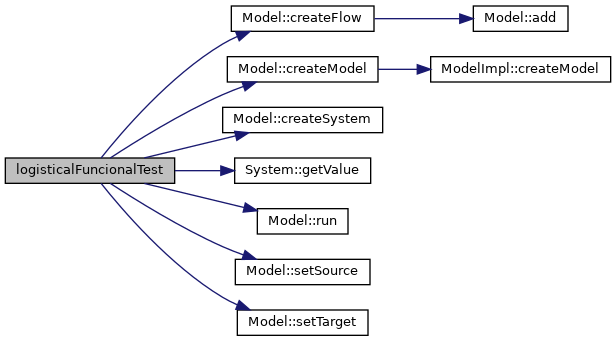 Model::createFlow
Model::add
Model::createModel
ModelImpl::createModel
Model::createSystem
logisticalFuncionalTest
System::getValue
Model::run
Model::setSource
Model::setTarget